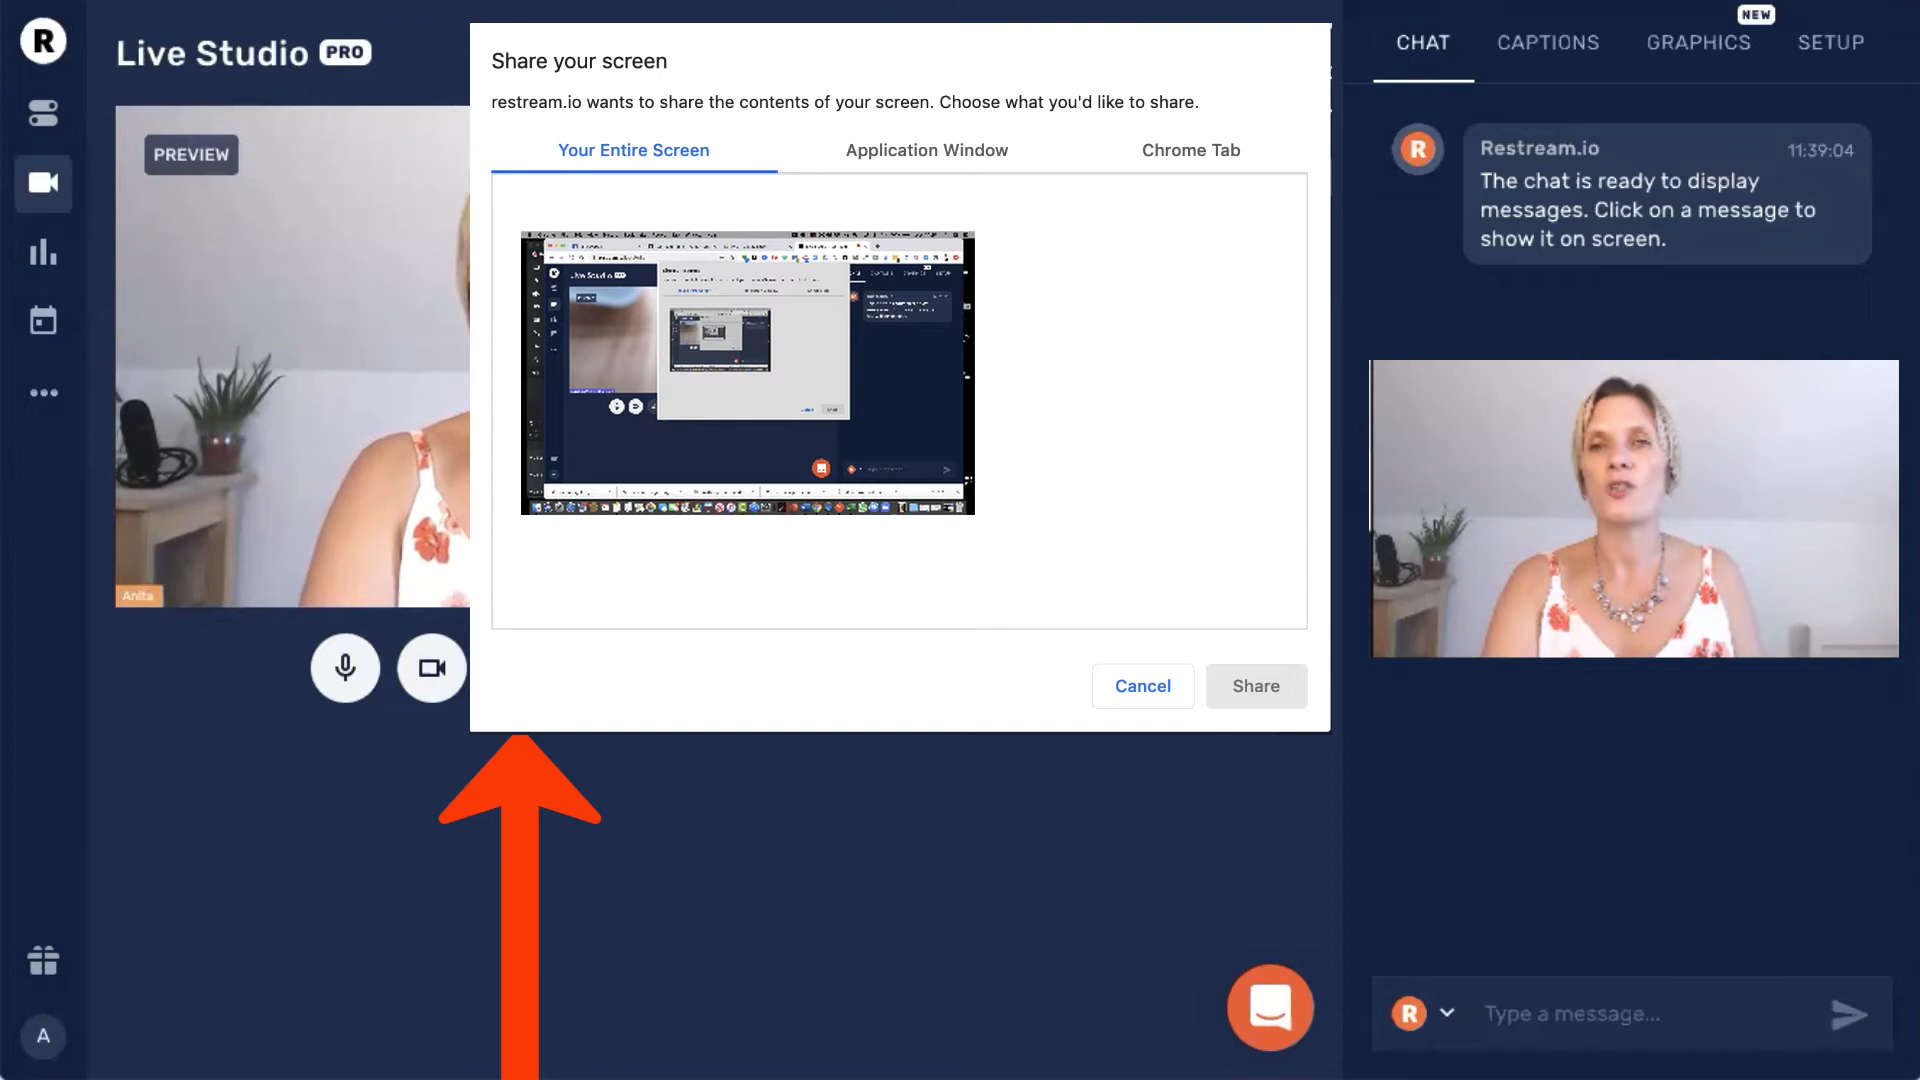 R
Live Studio PRO
PREVIEW
Anita
Share your screen
restream.io wants to share the contents of your screen. Choose what you'd like to share.
Your Entire Screen
Application Window
Chrome Tab
Live Studio
Cancel
Share
NEW
CHAT
CAPTIONS
GRAPHICS
SETUP
R
Restream.io
11:39:04
The chat is ready to display
messages. Click on a message to
show it on screen.
A
R
Type a message...